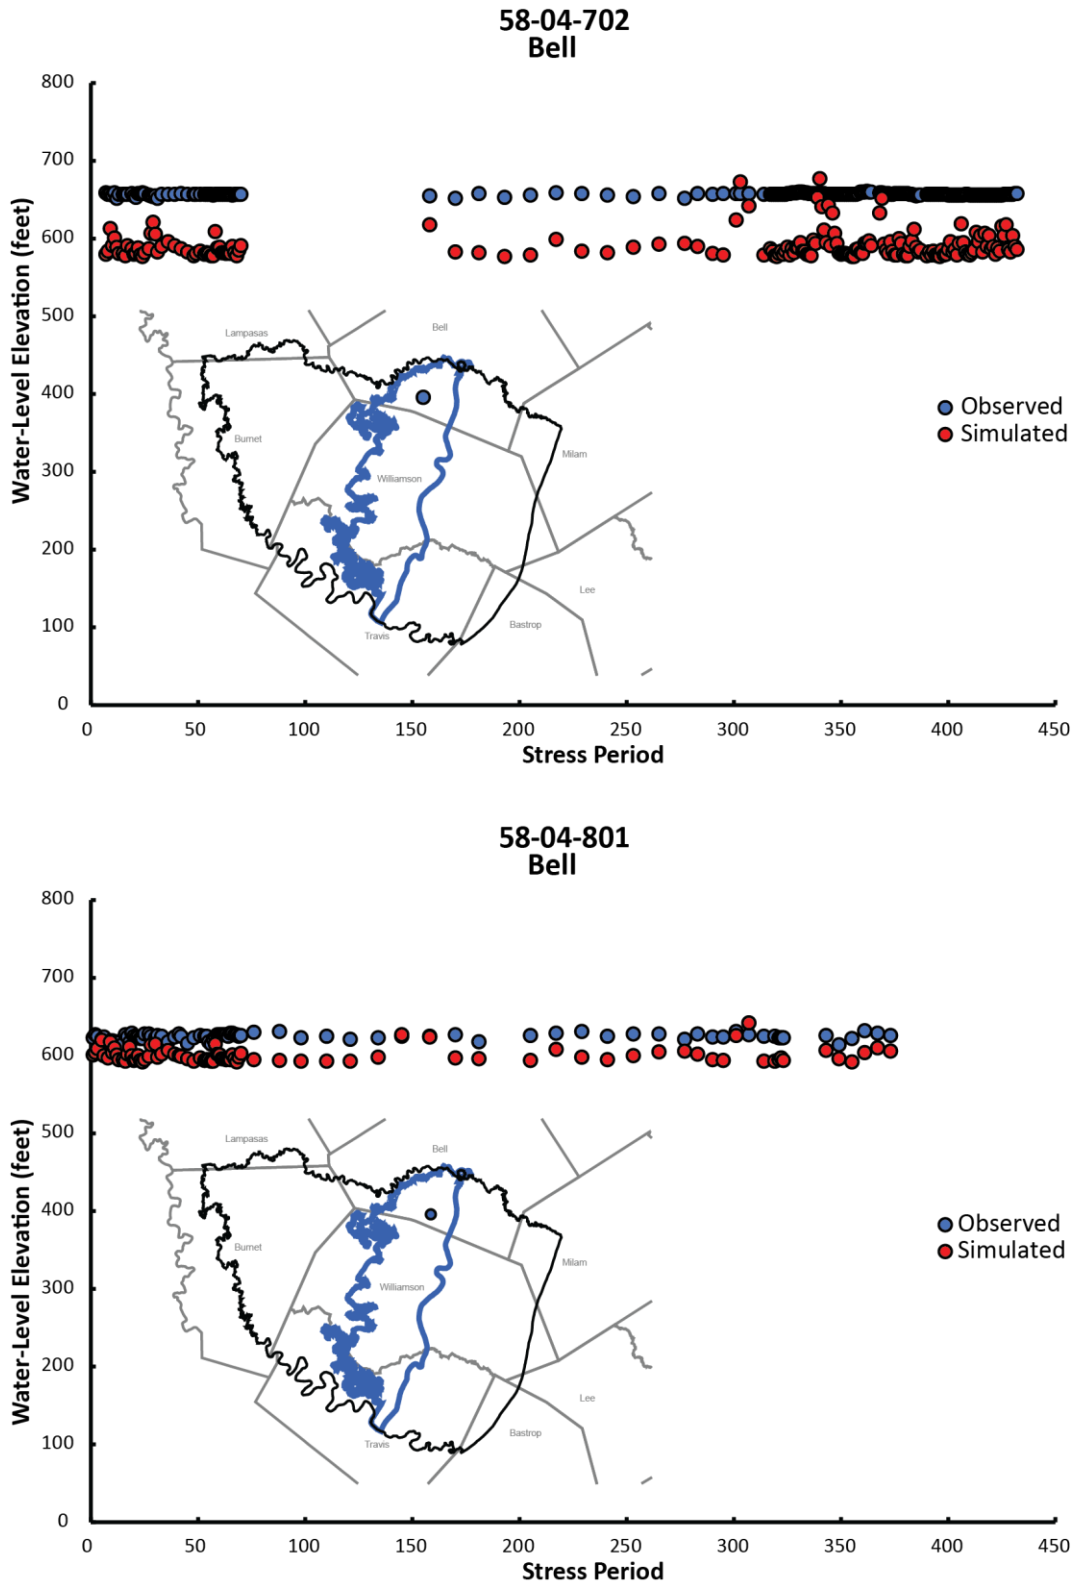 58-04-702
Bell
800
700
600
500
400
300
200
100
0
Water-Level Elevation (feet)
Lampasas
Bell
Burnet
Milam
Williamson
Lee
Bastrop
Travis
Observed
Simulated
0 50 100 150 200 250 300 350 400 450
Stress Period
58-04-801
Bell
800
700
600
500
400
300
200
100
0
Water-Level Elevation (feet)
Lampasas
Bell
Burnet
Milam
Williamson
Lee
Bastrop
Travis
Observed
Simulated
0 50 100 150 200 250 300 350 400 450
Stress Period